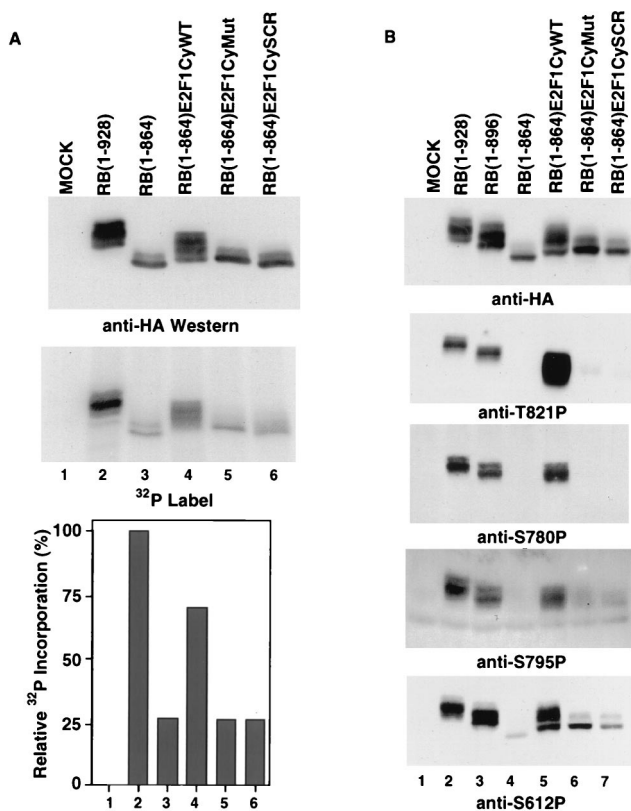 A
MOCK
RB(1-928)
RB(1-864)
RB(1-864)E2F1CyWT
RB(1-864)E2F1CyMut
RB(1-864)E2F1CySCR
anti-HA Western
1 2 3 4 5 6
32P Label
Relative 32P Incorporation (%)
100
75
50
25
0
1 2 3 4 5 6
B
MOCK
RB(1-928)
RB(1-896)
RB(1-864)
RB(1-864)E2F1CyWT
RB(1-864)E2F1CyMut
RB(1-864)E2F1CySCR
anti-HA
anti-T821P
anti-S780P
anti-S795P
1 2 3 4 5 6 7
anti-S612P